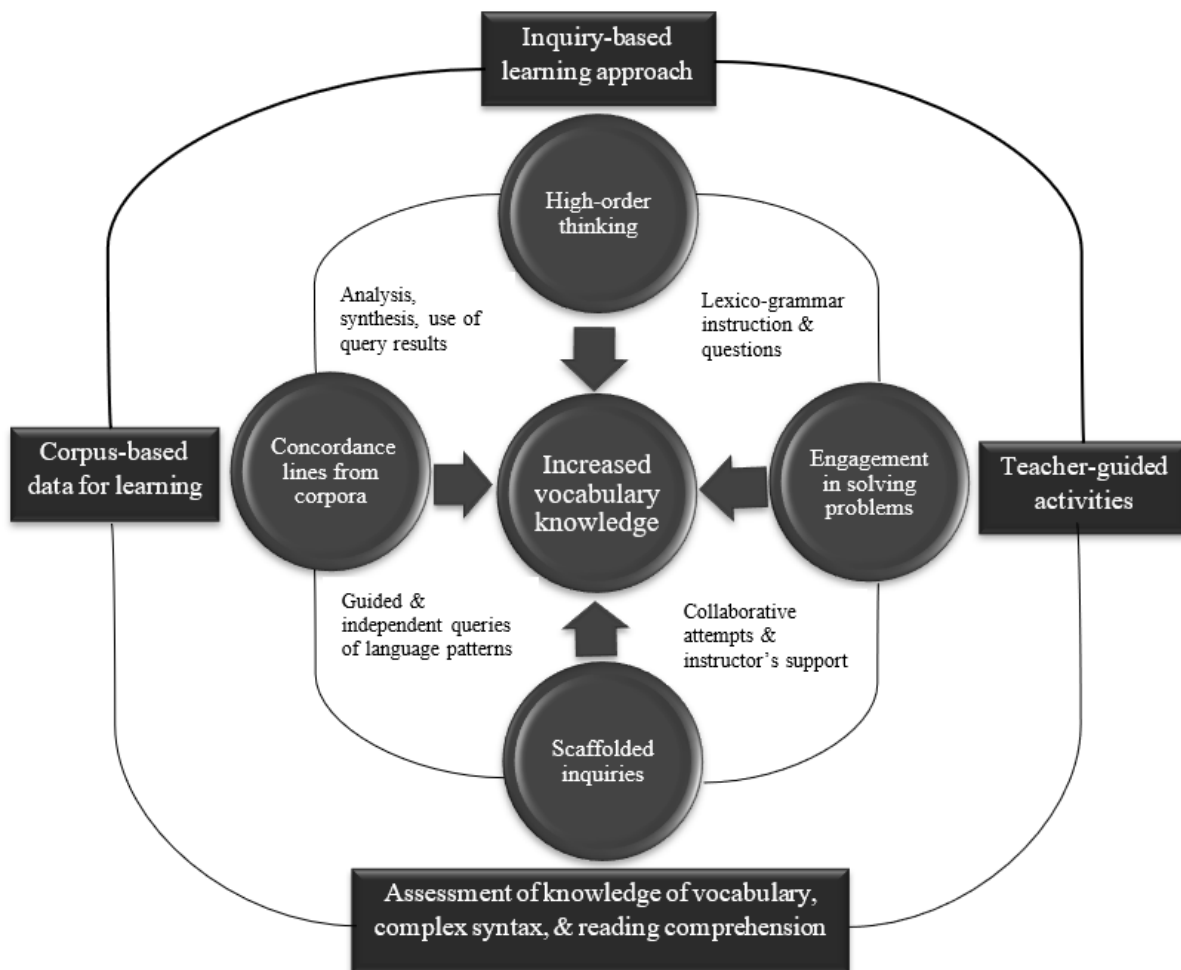 Inquiry-based
learning approach
High-order
thinking
Analysis,
synthesis, use of
query results
Lexico-grammar
instruction &
questions
Corpus-based
data for learning
Concordance
lines from
corpora
Increased
vocabulary
knowledge
Engagement
in solving
problems
Teacher-guided
activities
Guided &
independent queries
of language patterns
Collaborative
attempts &
instructor's support
Scaffolded
inquiries
Assessment of knowledge of vocabulary,
complex syntax, & reading comprehension